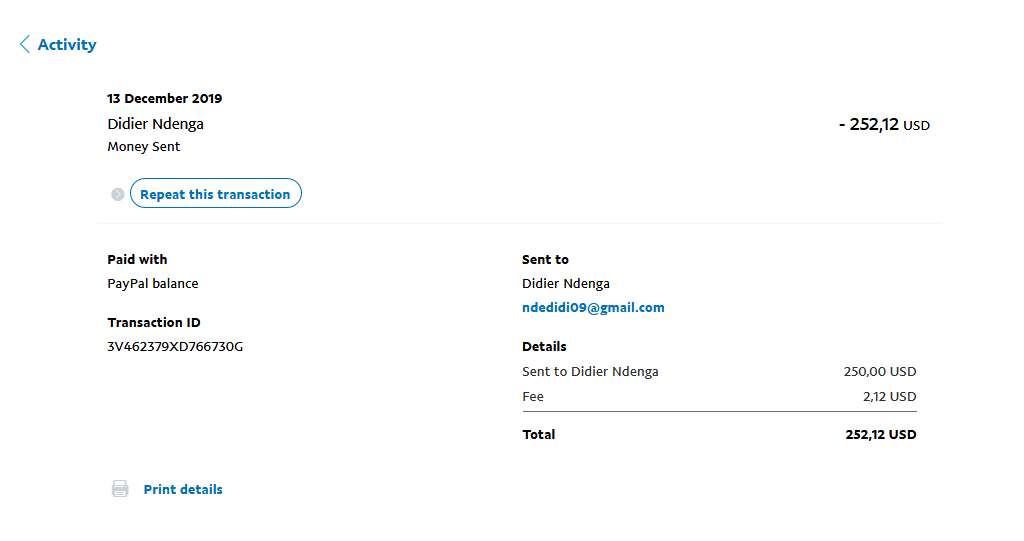 Activity
13 December 2019
Didier Ndenga
- 252,12 USD
Money Sent
Repeat this transaction
Paid with
PayPal balance
Transaction ID
3V462379XD766730G
Sent to
Didier Ndenga
ndedidi09@gmail.com
Details
Sent to Didier Ndenga 250,00 USD
Fee 2,12 USD
Total 252,12 USD
Print details